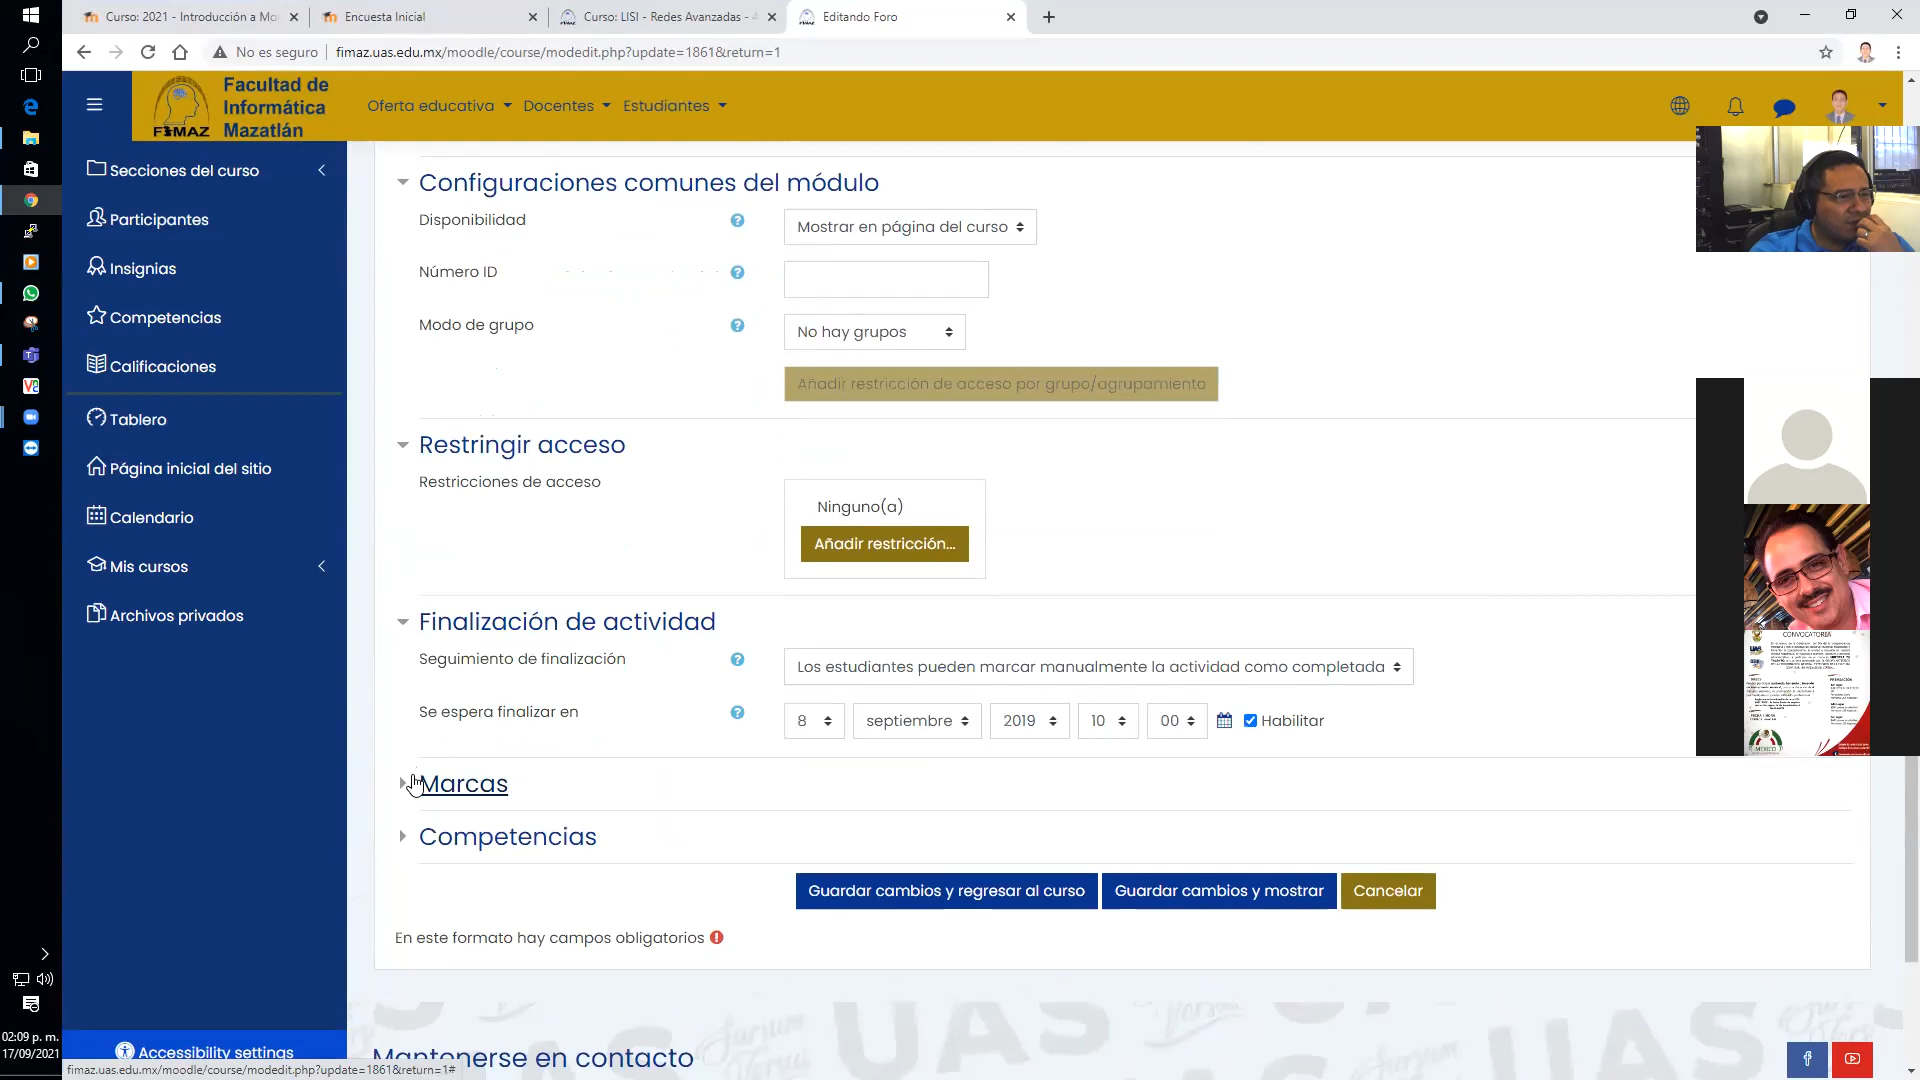 Curso: 2021 - Introducción a Mo
Encuesta Inicial
Curso: LISI - Redes Avanzadas - 4
Editando Foro
No es seguro
fimaz.uas.edu.mx/moodle/course/modedit.php?update=1861&return=1
FIMAZ
Facultad de
Informática
Mazatlán
Oferta educativa
Docentes
Estudiantes
Secciones del curso
Participantes
Insignias
Competencias
Calificaciones
Tablero
Página inicial del sitio
Calendario
Mis cursos
Archivos privados
Accessibility settings
Configuraciones comunes del módulo
Disponibilidad
Mostrar en página del curso
Número ID
Modo de grupo
No hay grupos
Añadir restricción de acceso por grupo/agrupamiento
Restringir acceso
Restricciones de acceso
Ninguno(a)
Añadir restricción...
Finalización de actividad
Seguimiento de finalización
Los estudiantes pueden marcar manualmente la actividad como completada
Se espera finalizar en
8 septiembre 2019 10 00 Habilitar
Marcas
Competencias
Guardar cambios y regresar al curso
Guardar cambios y mostrar
Cancelar
En este formato hay campos obligatorios
Mantenerse en contacto
UAS
UAS
UAS
CONVOCATORIA
UAS
MÉXICO
02:09 p. m.
17/09/2021
fimaz.uas.edu.mx/moodle/course/modedit.php?update=1861&return=1#